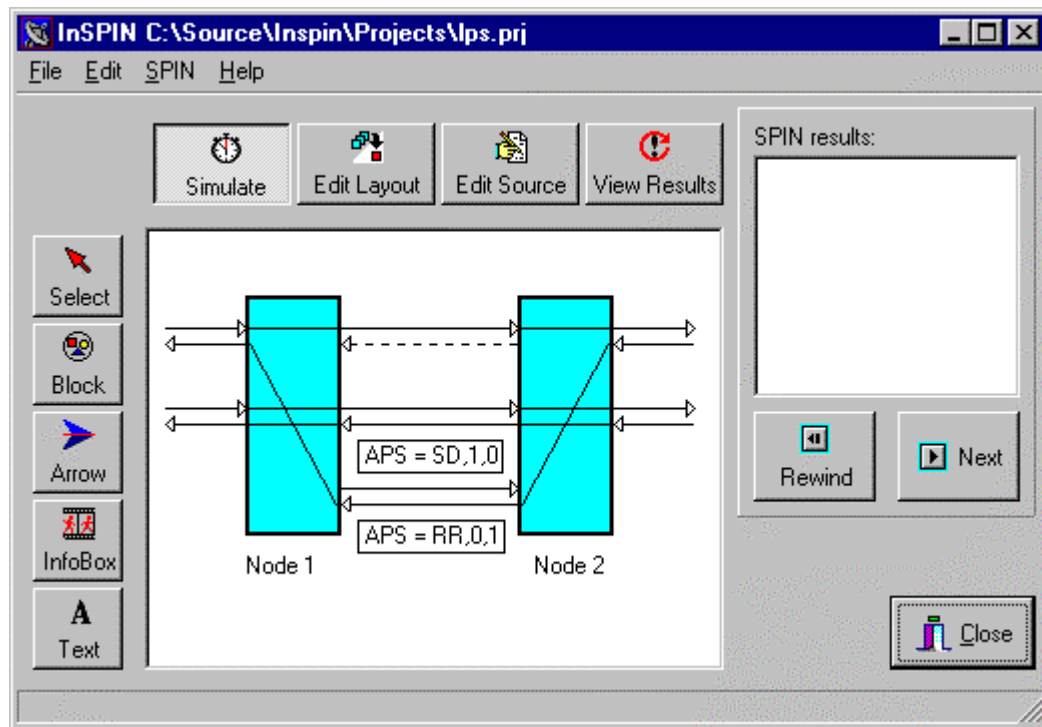 InSPIN C:\Source\Inspin\Projects\lps.prj
File Edit SPIN Help
Simulate
Edit Layout
Edit Source
View Results
SPIN results:
Select
Block
Arrow
InfoBox
A
Text
APS = SD,1,0
APS = RR,0,1
Node 1
Node 2
Rewind
Next
Close